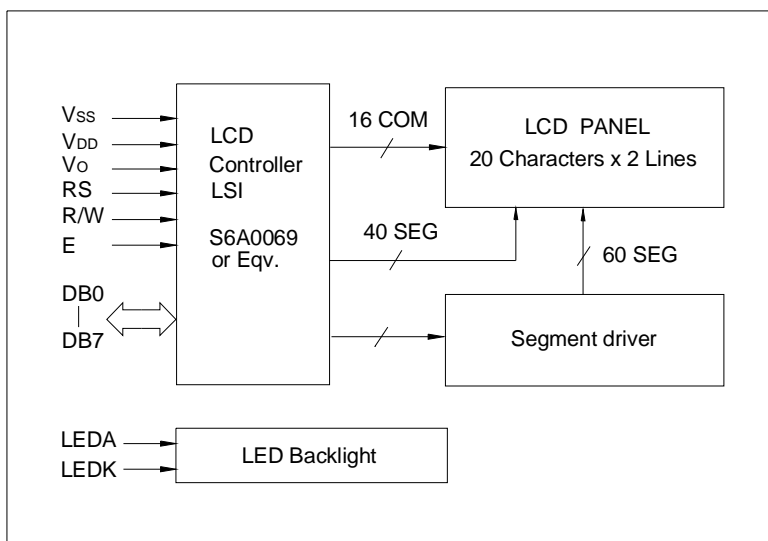 VSS
VDD
VO
RS
R/W
E
DB0
DB7
LCD
Controller
LSI
S6A0069
or Eqv.
16 COM
40 SEG
LCD PANEL
20 Characters x 2 Lines
60 SEG
Segment driver
LEDA
LEDK
LED Backlight